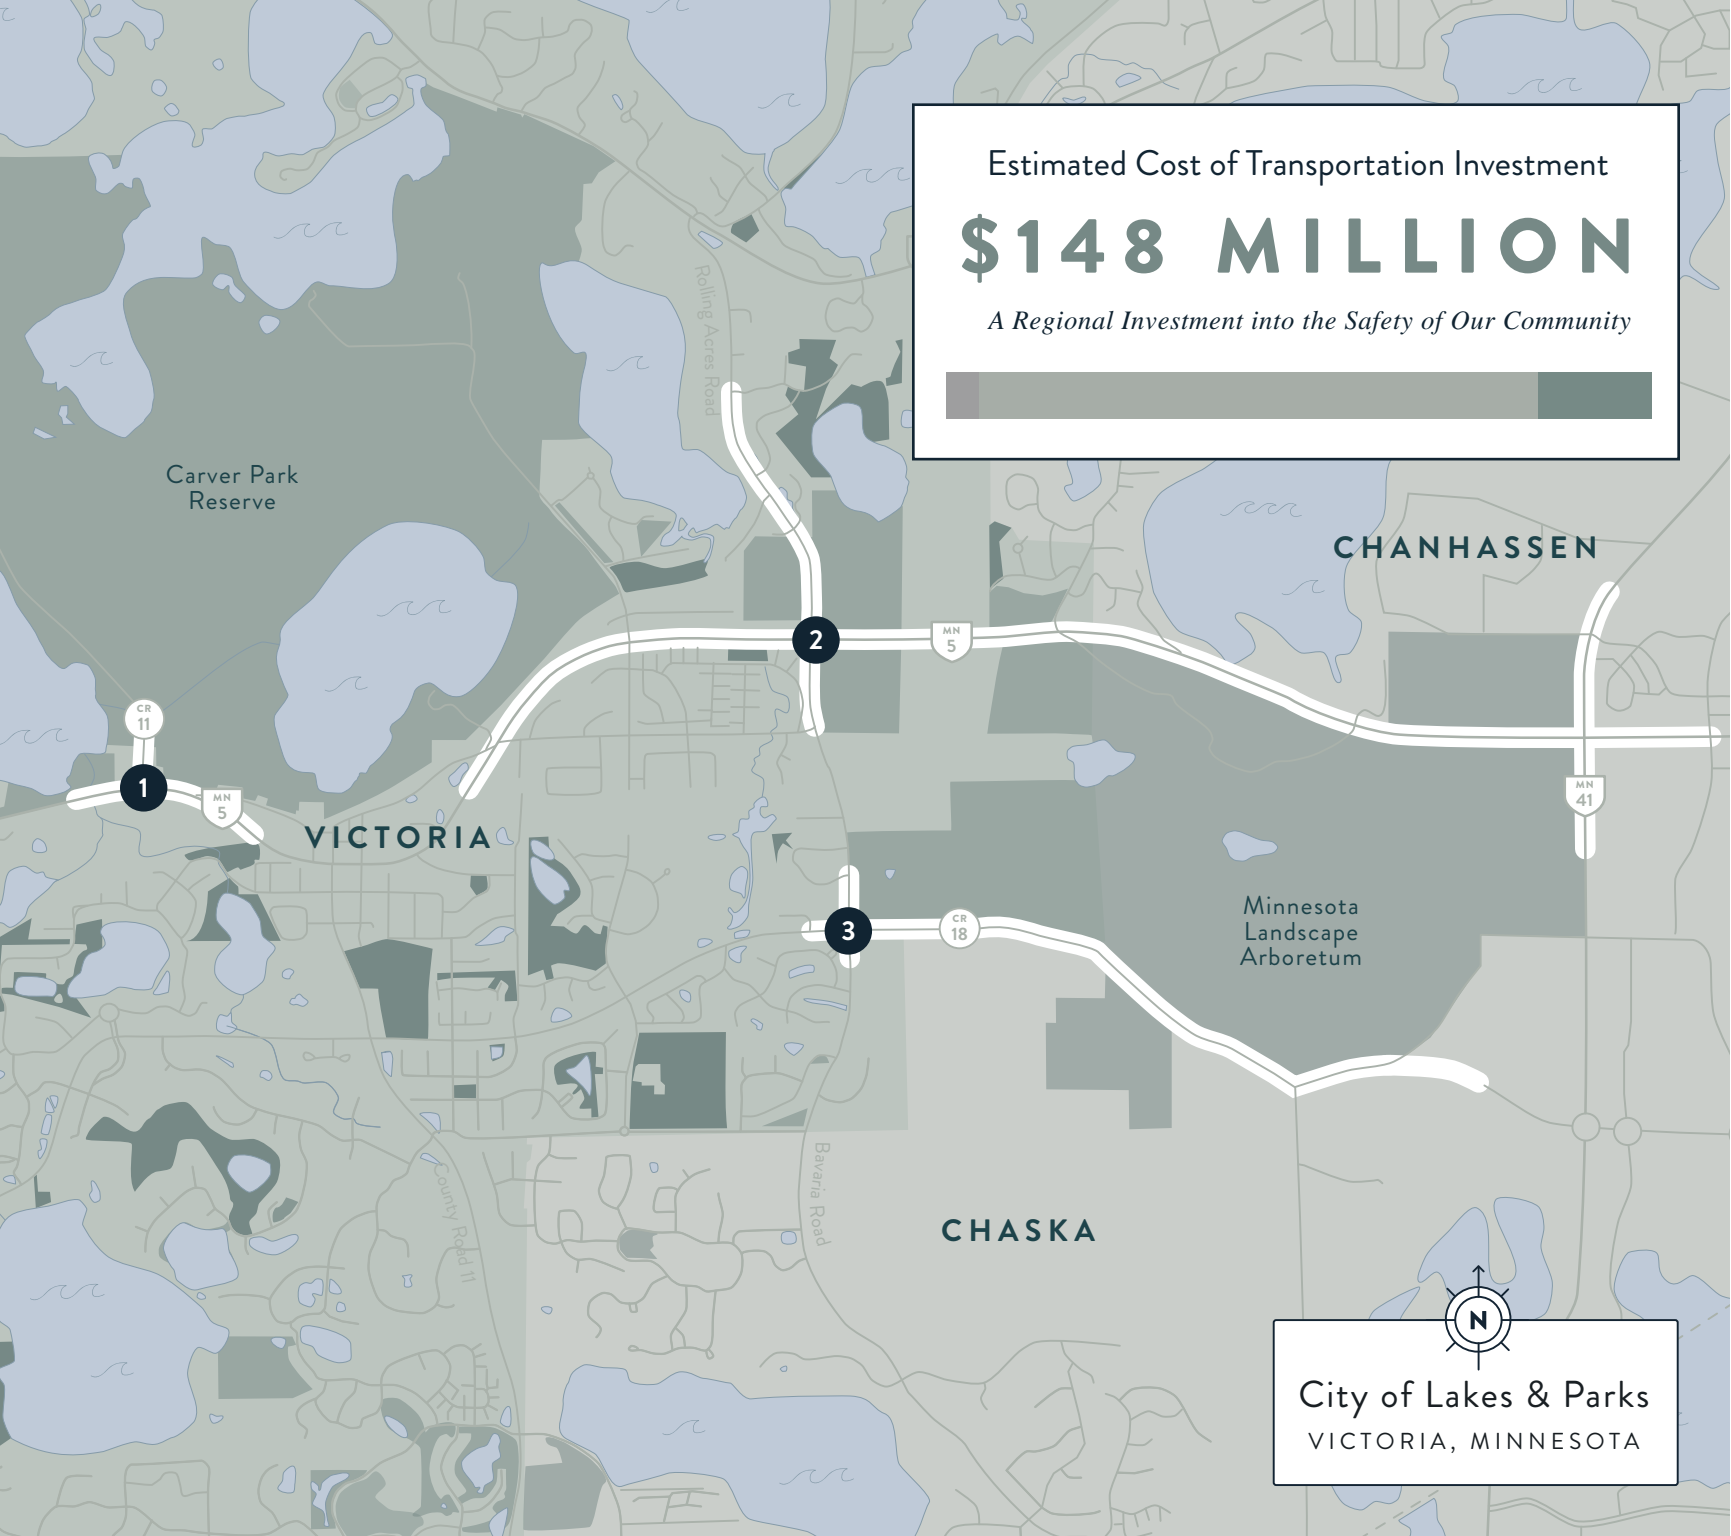 Estimated Cost of Transportation Investment
$148 MILLION
A Regional Investment into the Safety of Our Community
Rolling Acres Road
Carver Park
Reserve
CHANHASSEN
2
MN
5
CR
11
1
MN
5
MN
41
VICTORIA
3
CR
18
Minnesota
Landscape
Arboretum
Bavaria Road
County Road 11
CHASKA
N
City of Lakes & Parks
VICTORIA, MINNESOTA